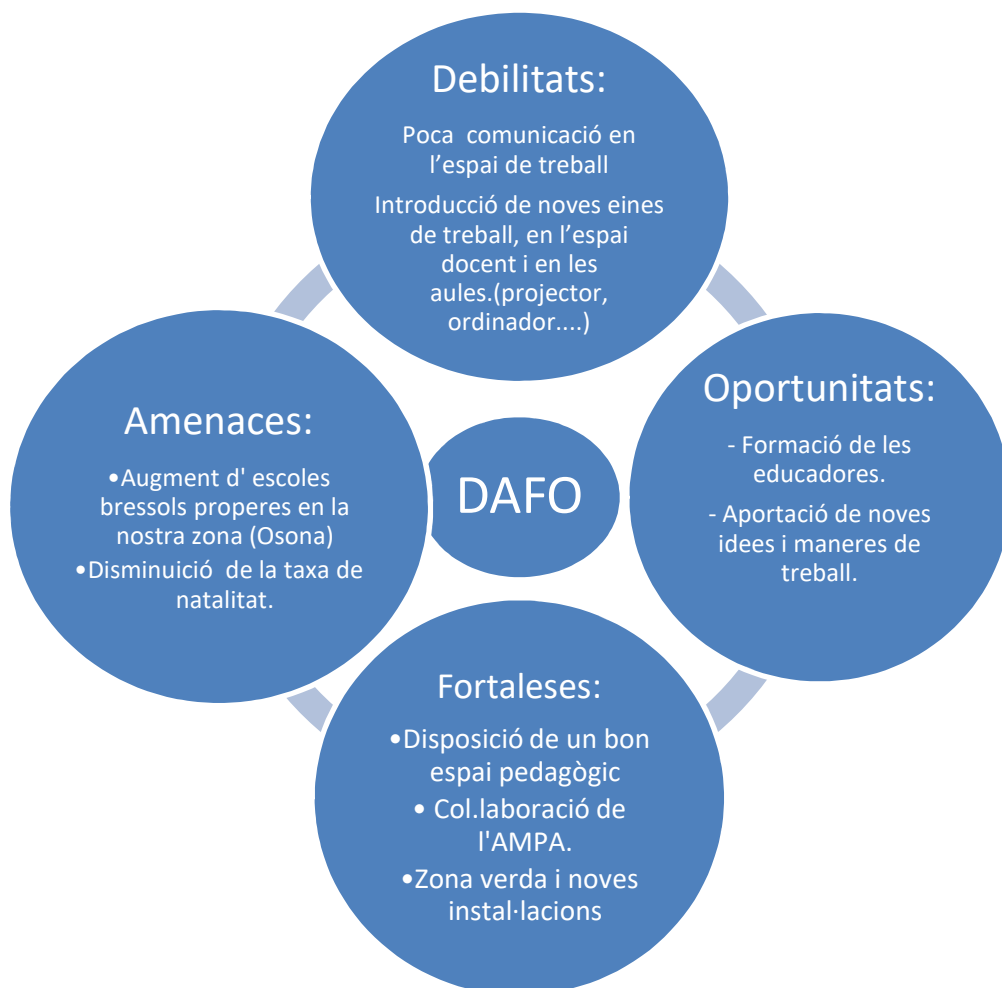 Debilitats:
Poca  comunicació en
l’espai de treball
Introducció de noves eines
de treball, en l’espai
docent i en les
aules.(projector,
ordinador....)
Oportunitats:
- Formació de les
educadores.
- Aportació de noves
idees i maneres de
treball.
Amenaces:
•Augment d' escoles
bressols properes en la
nostra zona (Osona)
•Disminuició  de la taxa de
natalitat.
DAFO
Fortaleses:
•Disposició de un bon
espai pedagògic
• Col.laboració de
l'AMPA.
•Zona verda i noves
instal·lacions